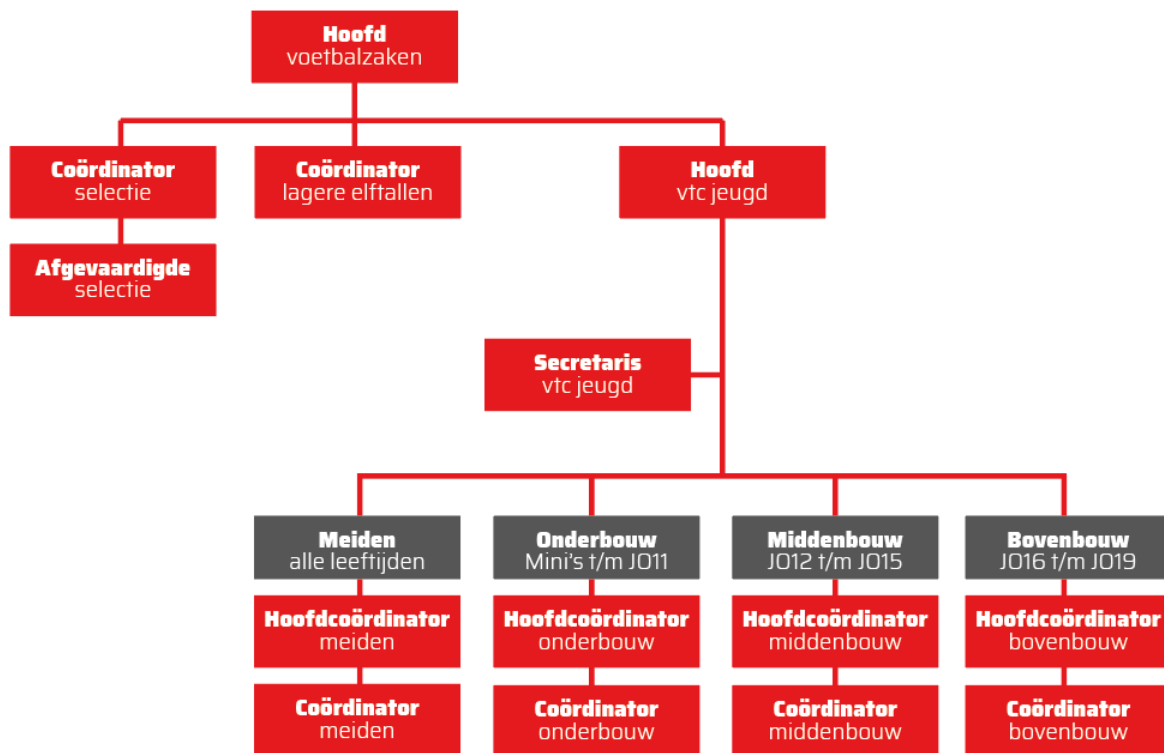 Hoofd
voetbalzaken
Coördinator
selectie
Coördinator
lagere elftallen
Hoofd
vtc jeugd
Afgevaardigde
selectie
Secretaris
vtc jeugd
Meiden
alle leeftijden
Onderbouw
Mini's t/m JO11
Middenbouw
JO12 t/m JO15
Bovenbouw
JO16 t/m JO19
Hoofdcoördinator
meiden
Hoofdcoördinator
onderbouw
Hoofdcoördinator
middenbouw
Hoofdcoördinator
bovenbouw
Coördinator
meiden
Coördinator
onderbouw
Coördinator
middenbouw
Coördinator
bovenbouw